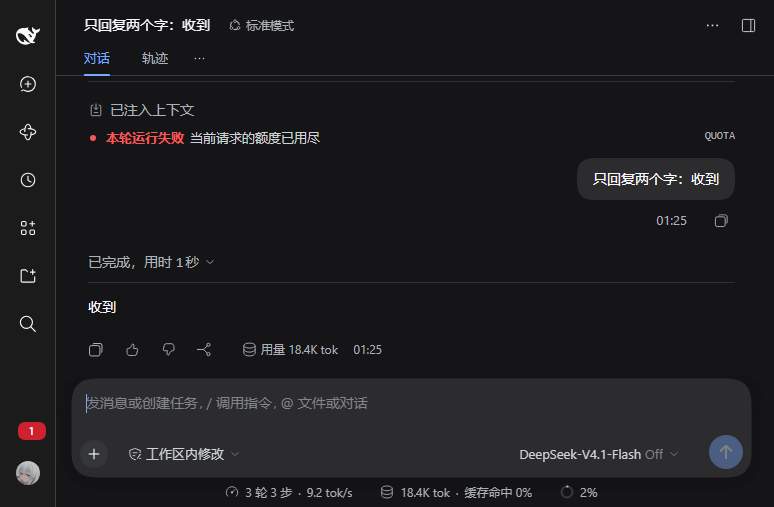 只回复两个字：收到 标准模式 ···
对话 轨迹 ···
已注入上下文
本轮运行失败 当前请求的额度已用尽 QUOTA
只回复两个字：收到
01:25
已完成，用时 1 秒
收到
用量 18.4K tok 01:25
发消息或创建任务，/ 调用指令，@ 文件或对话
工作区内修改 DeepSeek-V4.1-Flash Off
1
3 轮 3 步 · 9.2 tok/s 18.4K tok · 缓存命中 0% 2%